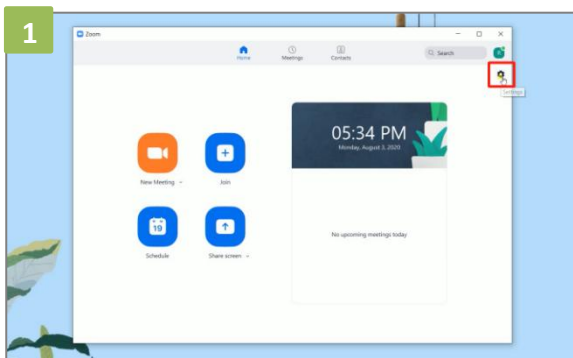 1
Zoom
Home
Meetings
Contacts
Search
Settings
05:34 PM
Monday, August 3, 2020
New Meeting
Join
19
Schedule
Share screen
No upcoming meetings today